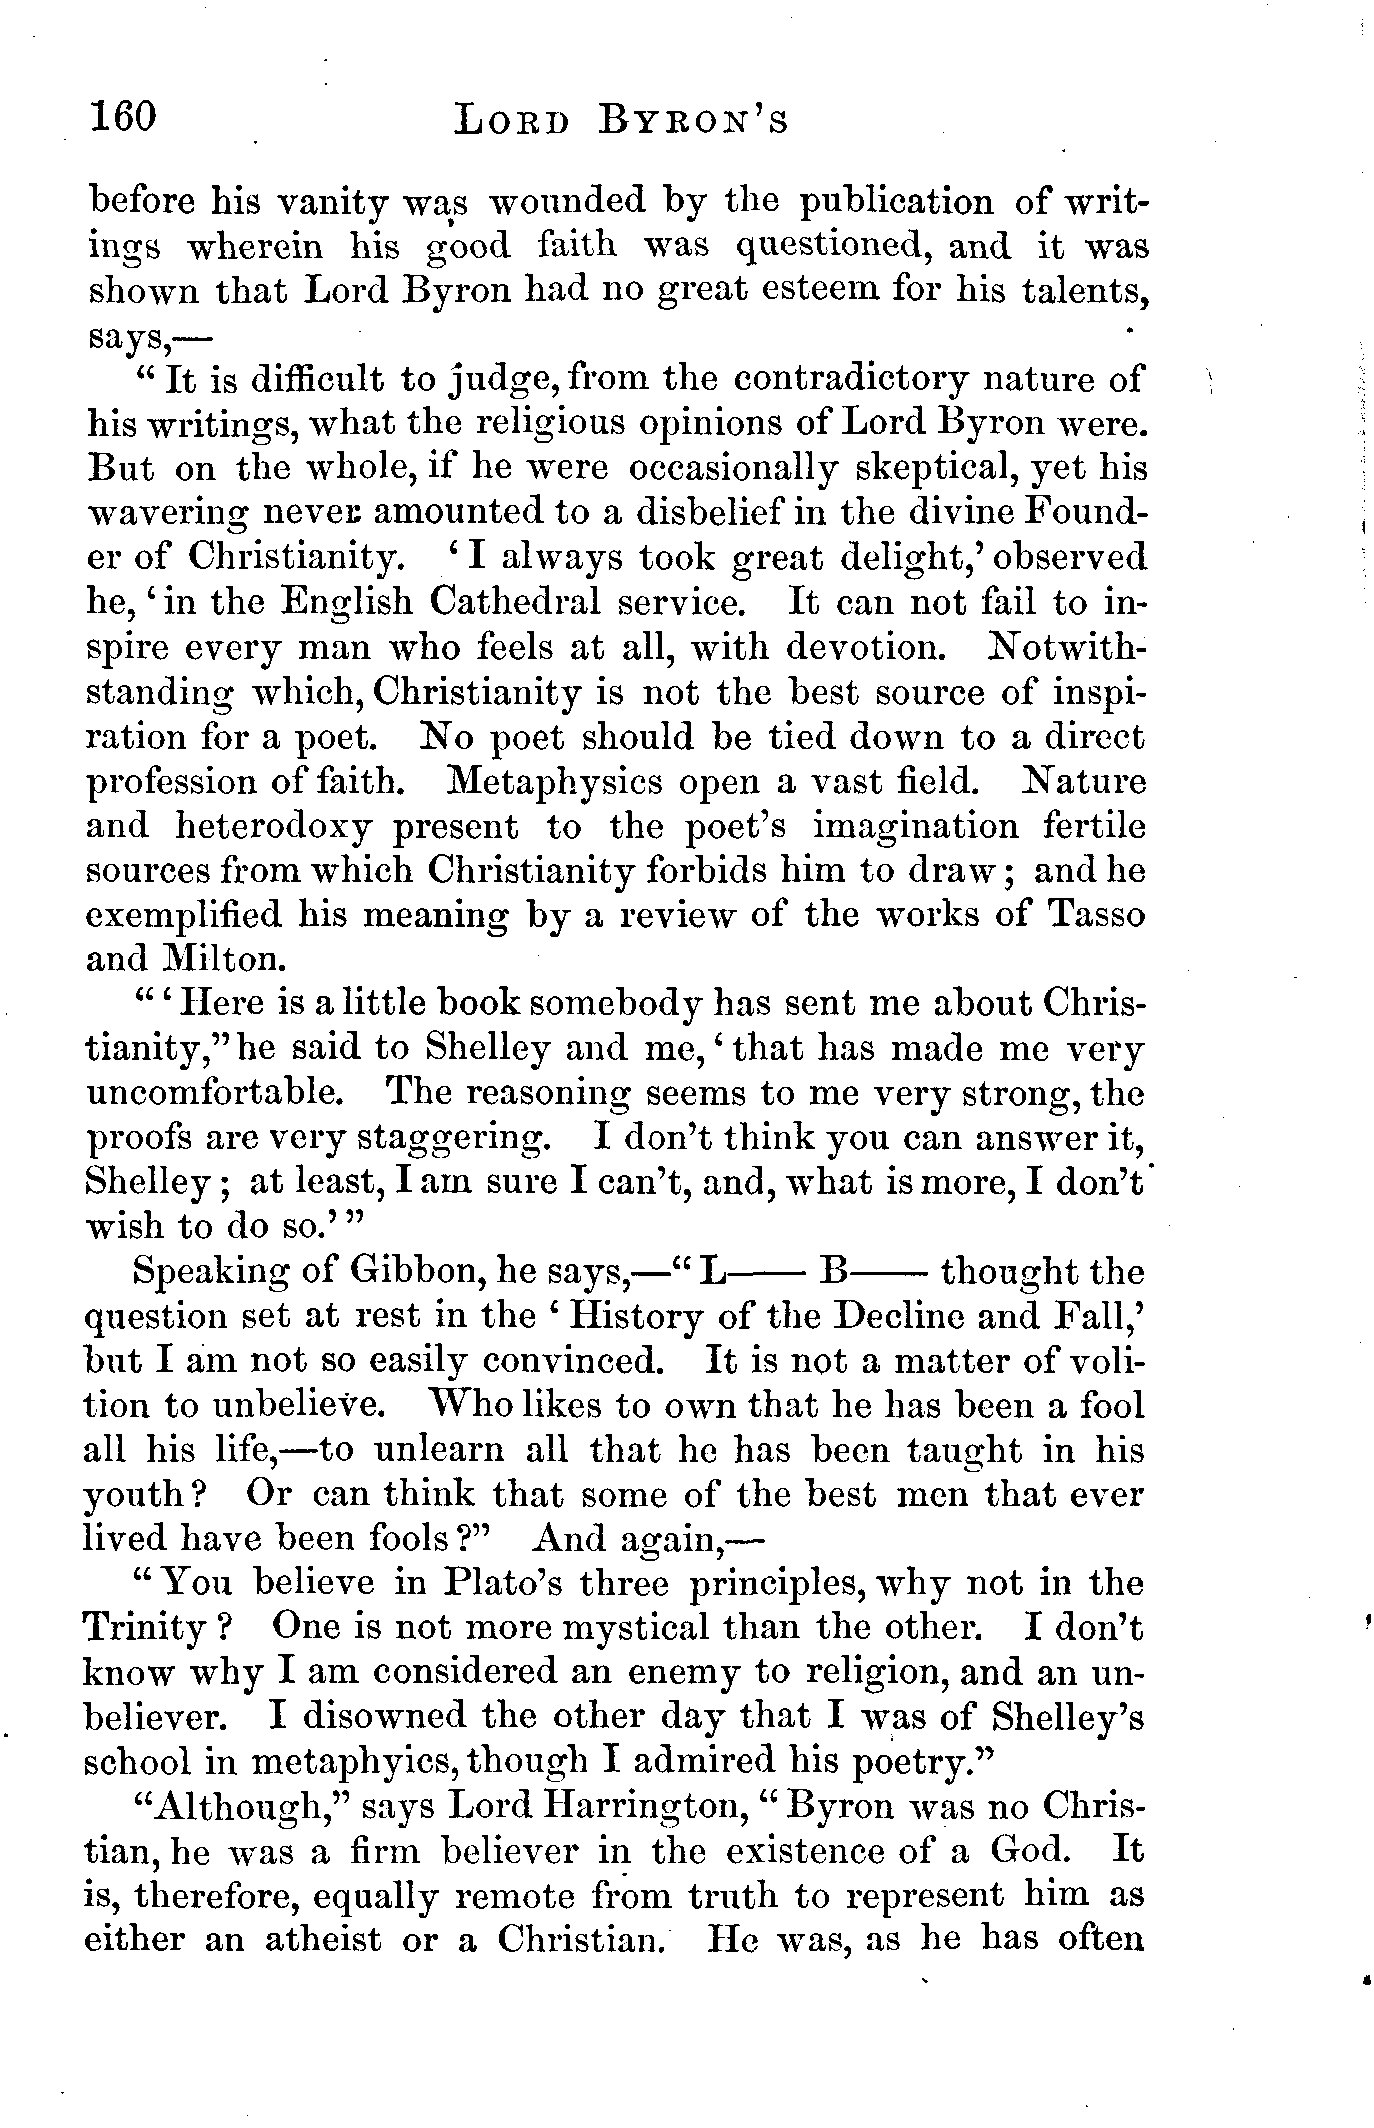 160 LORD BYRON'S
before his vanity was wounded by the publication of writ-
ings wherein his good faith was questioned, and it was
shown that Lord Byron had no great esteem for his talents,
says,—
“ It is difficult to judge, from the contradictory nature of
his writings, what the religious opinions of Lord Byron were.
But on the whole, if he were occasionally skeptical, yet his
wavering never amounted to a disbelief in the divine Found-
er of Christianity. ‘ I always took great delight,’ observed
he, ‘ in the English Cathedral service. It can not fail to in-
spire every man who feels at all, with devotion. Notwith-
standing which, Christianity is not the best source of inspi-
ration for a poet. No poet should be tied down to a direct
profession of faith. Metaphysics open a vast field. Nature
and heterodoxy present to the poet’s imagination fertile
sources from which Christianity forbids him to draw ; and he
exemplified his meaning by a review of the works of Tasso
and Milton.
“ ‘ Here is a little book somebody has sent me about Chris-
tianity,” he said to Shelley and me, ‘ that has made me very
uncomfortable. The reasoning seems to me very strong, the
proofs are very staggering. I don’t think you can answer it,
Shelley ; at least, I am sure I can’t, and, what is more, I don’t
wish to do so.’ ”
Speaking of Gibbon, he says,—“ L—— B—— thought the
question set at rest in the ‘ History of the Decline and Fall,’
but I am not so easily convinced. It is not a matter of voli-
tion to unbelieve. Who likes to own that he has been a fool
all his life,—to unlearn all that he has been taught in his
youth ? Or can think that some of the best men that ever
lived have been fools ?” And again,—
“ You believe in Plato’s three principles, why not in the
Trinity ? One is not more mystical than the other. I don’t
know why I am considered an enemy to religion, and an un-
believer. I disowned the other day that I was of Shelley’s
school in metaphyics, though I admired his poetry.”
“Although,” says Lord Harrington, “ Byron was no Chris-
tian, he was a firm believer in the existence of a God. It
is, therefore, equally remote from truth to represent him as
either an atheist or a Christian. He was, as he has often